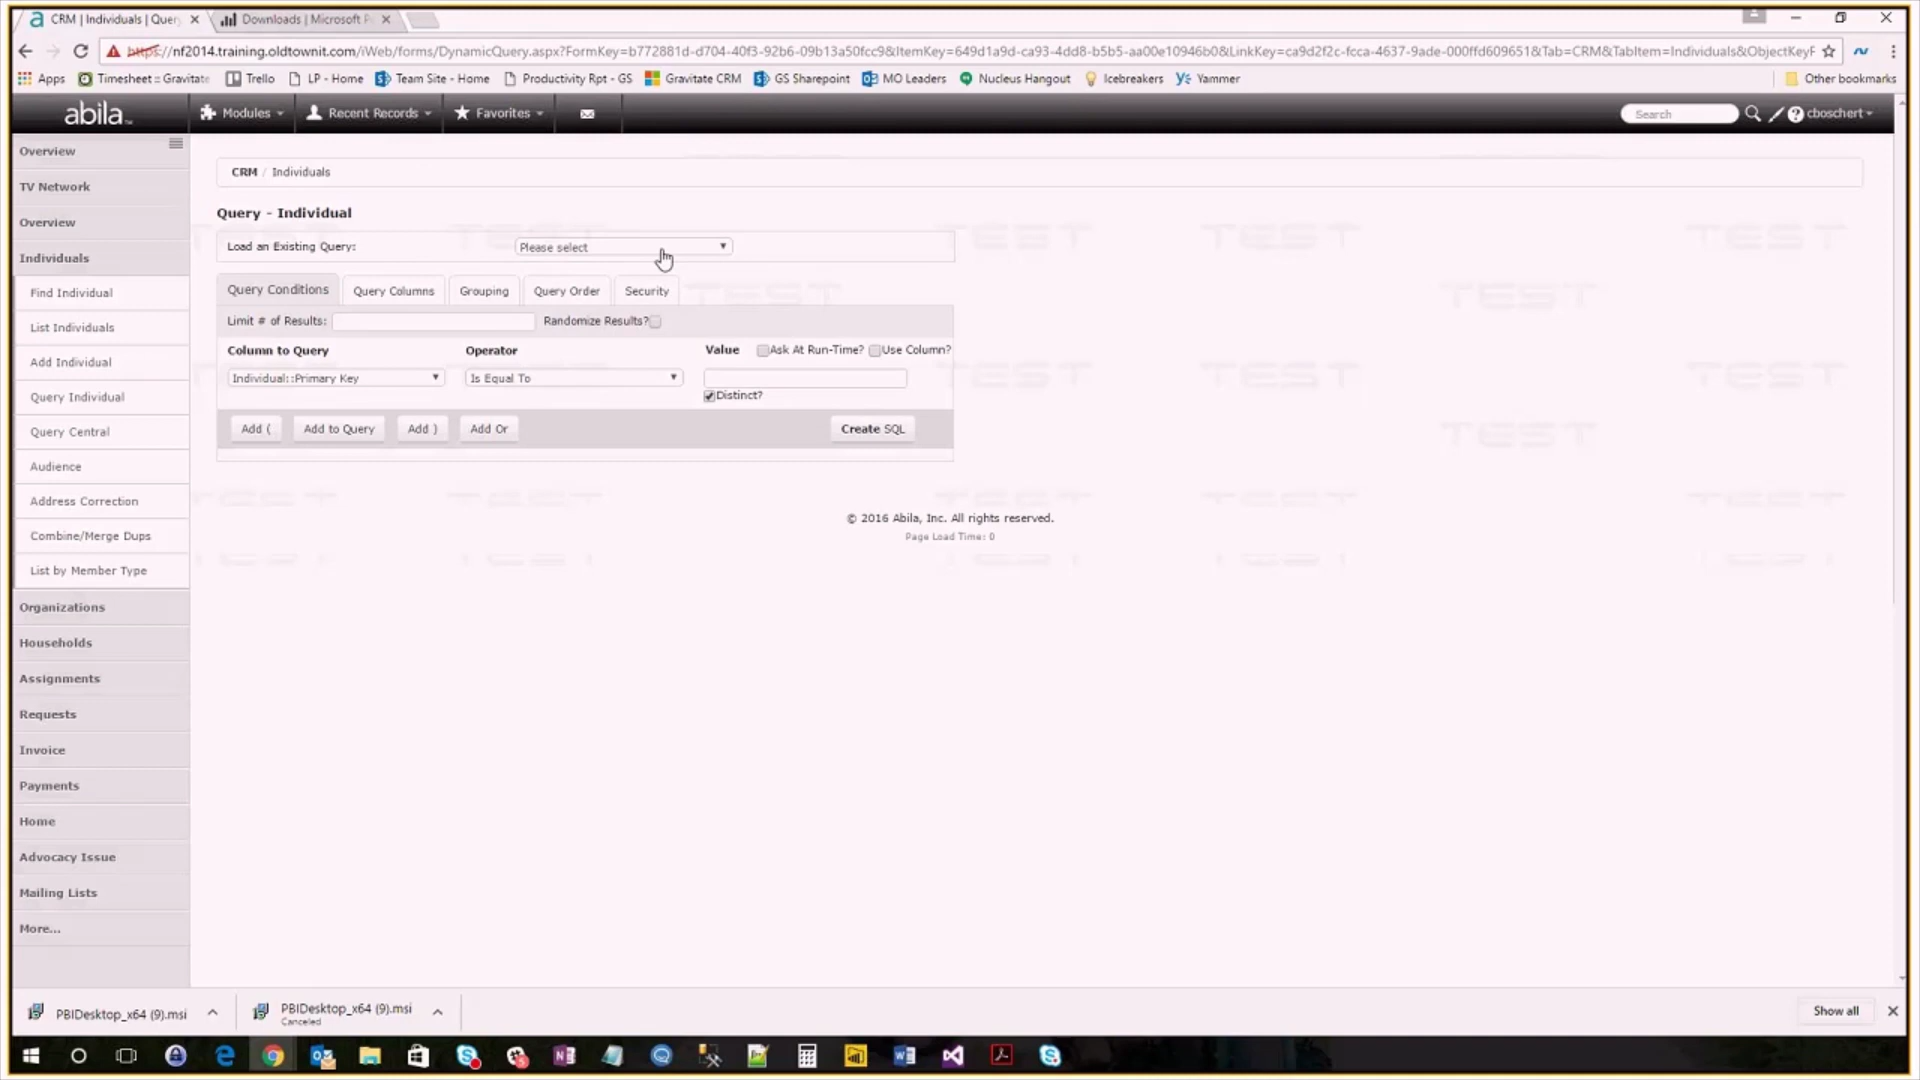 CRM | Individuals | Query
Downloads | Microsoft P
https://nf2014.training.oldtownit.com/iWeb/forms/DynamicQuery.aspx?FormKey=b772881d-d704-40f3-92b6-09b13a50fcc9&ItemKey=649d1a9d-ca93-4dd8-b5b5-aa00e10946b0&LinkKey=ca9d2f2c-fcca-4637-9ade-000ffd609651&Tab=CRM&TabItem=Individuals&ObjectKeyF
Apps Timesheet :: Gravitate Trello LP - Home Team Site - Home Productivity Rpt - GS Gravitate CRM GS Sharepoint MO Leaders Nucleus Hangout Icebreakers Yammer Other bookmarks
abila Modules Recent Records Favorites Search cboschert
Overview
TV Network
Overview
Individuals
Find Individual
List Individuals
Add Individual
Query Individual
Query Central
Audience
Address Correction
Combine/Merge Dups
List by Member Type
Organizations
Households
Assignments
Requests
Invoice
Payments
Home
Advocacy Issue
Mailing Lists
More...
CRM / Individuals
Query - Individual
Load an Existing Query: Please select
Query Conditions Query Columns Grouping Query Order Security
Limit # of Results: Randomize Results?
Column to Query Operator Value Ask At Run-Time? Use Column?
Individual::Primary Key Is Equal To
Distinct?
Add ( Add to Query Add ) Add Or Create SQL
TEST TEST TEST
TEST TEST TEST
TEST TEST TEST
TEST TEST
© 2016 Abila, Inc. All rights reserved.
Page Load Time: 0
PBIDesktop_x64 (9).msi
PBIDesktop_x64 (9).msi
Canceled
Show all